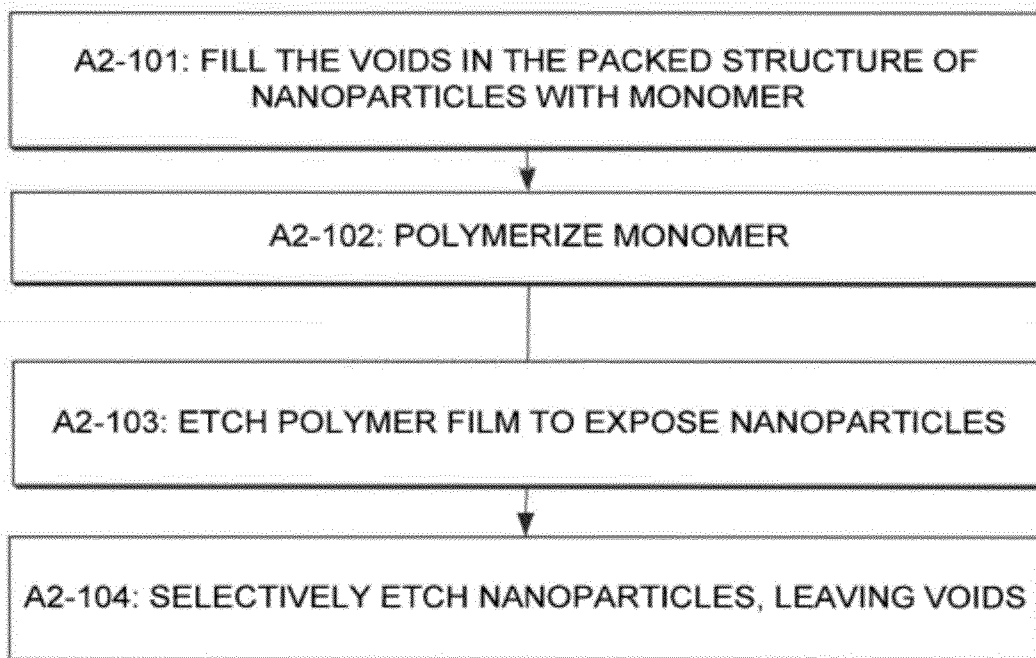 A2-101: FILL THE VOIDS IN THE PACKED STRUCTURE OF
NANOPARTICLES WITH MONOMER
A2-102: POLYMERIZE MONOMER
A2-103: ETCH POLYMER FILM TO EXPOSE NANOPARTICLES
A2-104: SELECTIVELY ETCH NANOPARTICLES, LEAVING VOIDS